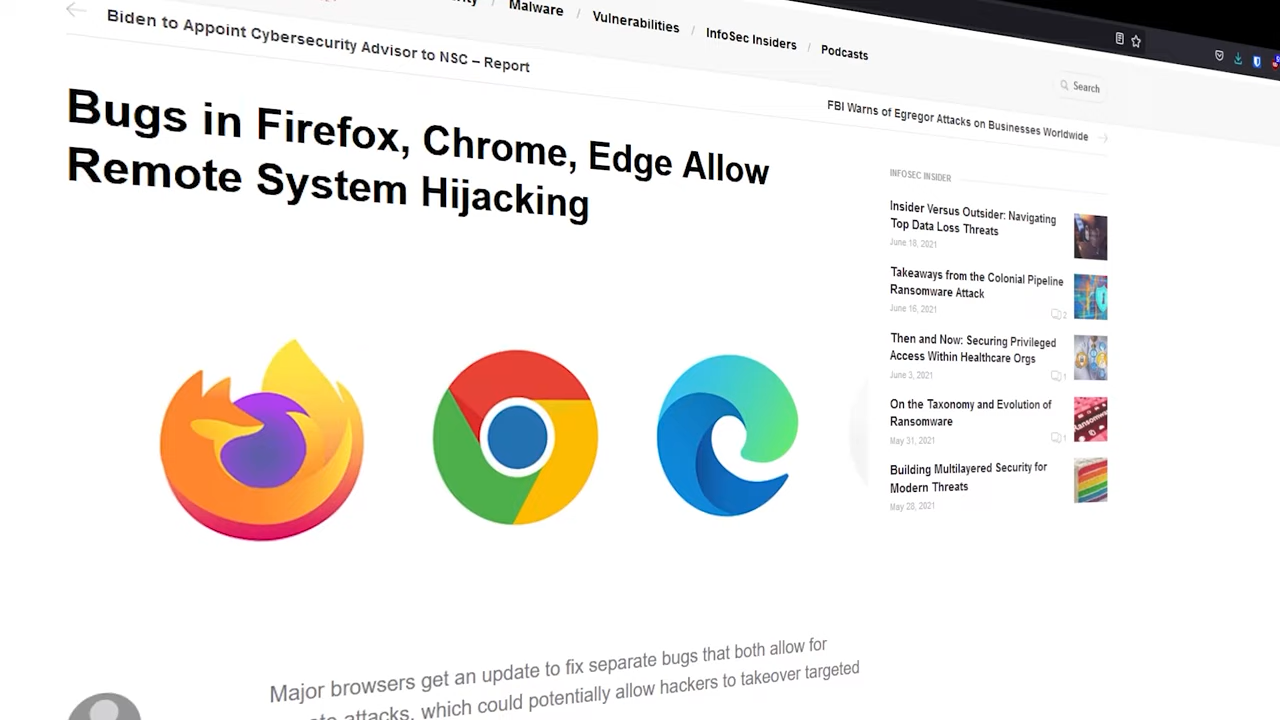 Malware / Vulnerabilities / InfoSec Insiders / Podcasts
Biden to Appoint Cybersecurity Advisor to NSC – Report
Search
FBI Warns of Egregor Attacks on Businesses Worldwide
Bugs in Firefox, Chrome, Edge Allow
Remote System Hijacking
INFOSEC INSIDER
Insider Versus Outsider: Navigating
Top Data Loss Threats
June 18, 2021
Takeaways from the Colonial Pipeline
Ransomware Attack
June 16, 2021
2
Then and Now: Securing Privileged
Access Within Healthcare Orgs
June 3, 2021
1
On the Taxonomy and Evolution of
Ransomware
May 31, 2021
1
Building Multilayered Security for
Modern Threats
May 28, 2021
Major browsers get an update to fix separate bugs that both allow for
attacks, which could potentially allow hackers to takeover targeted